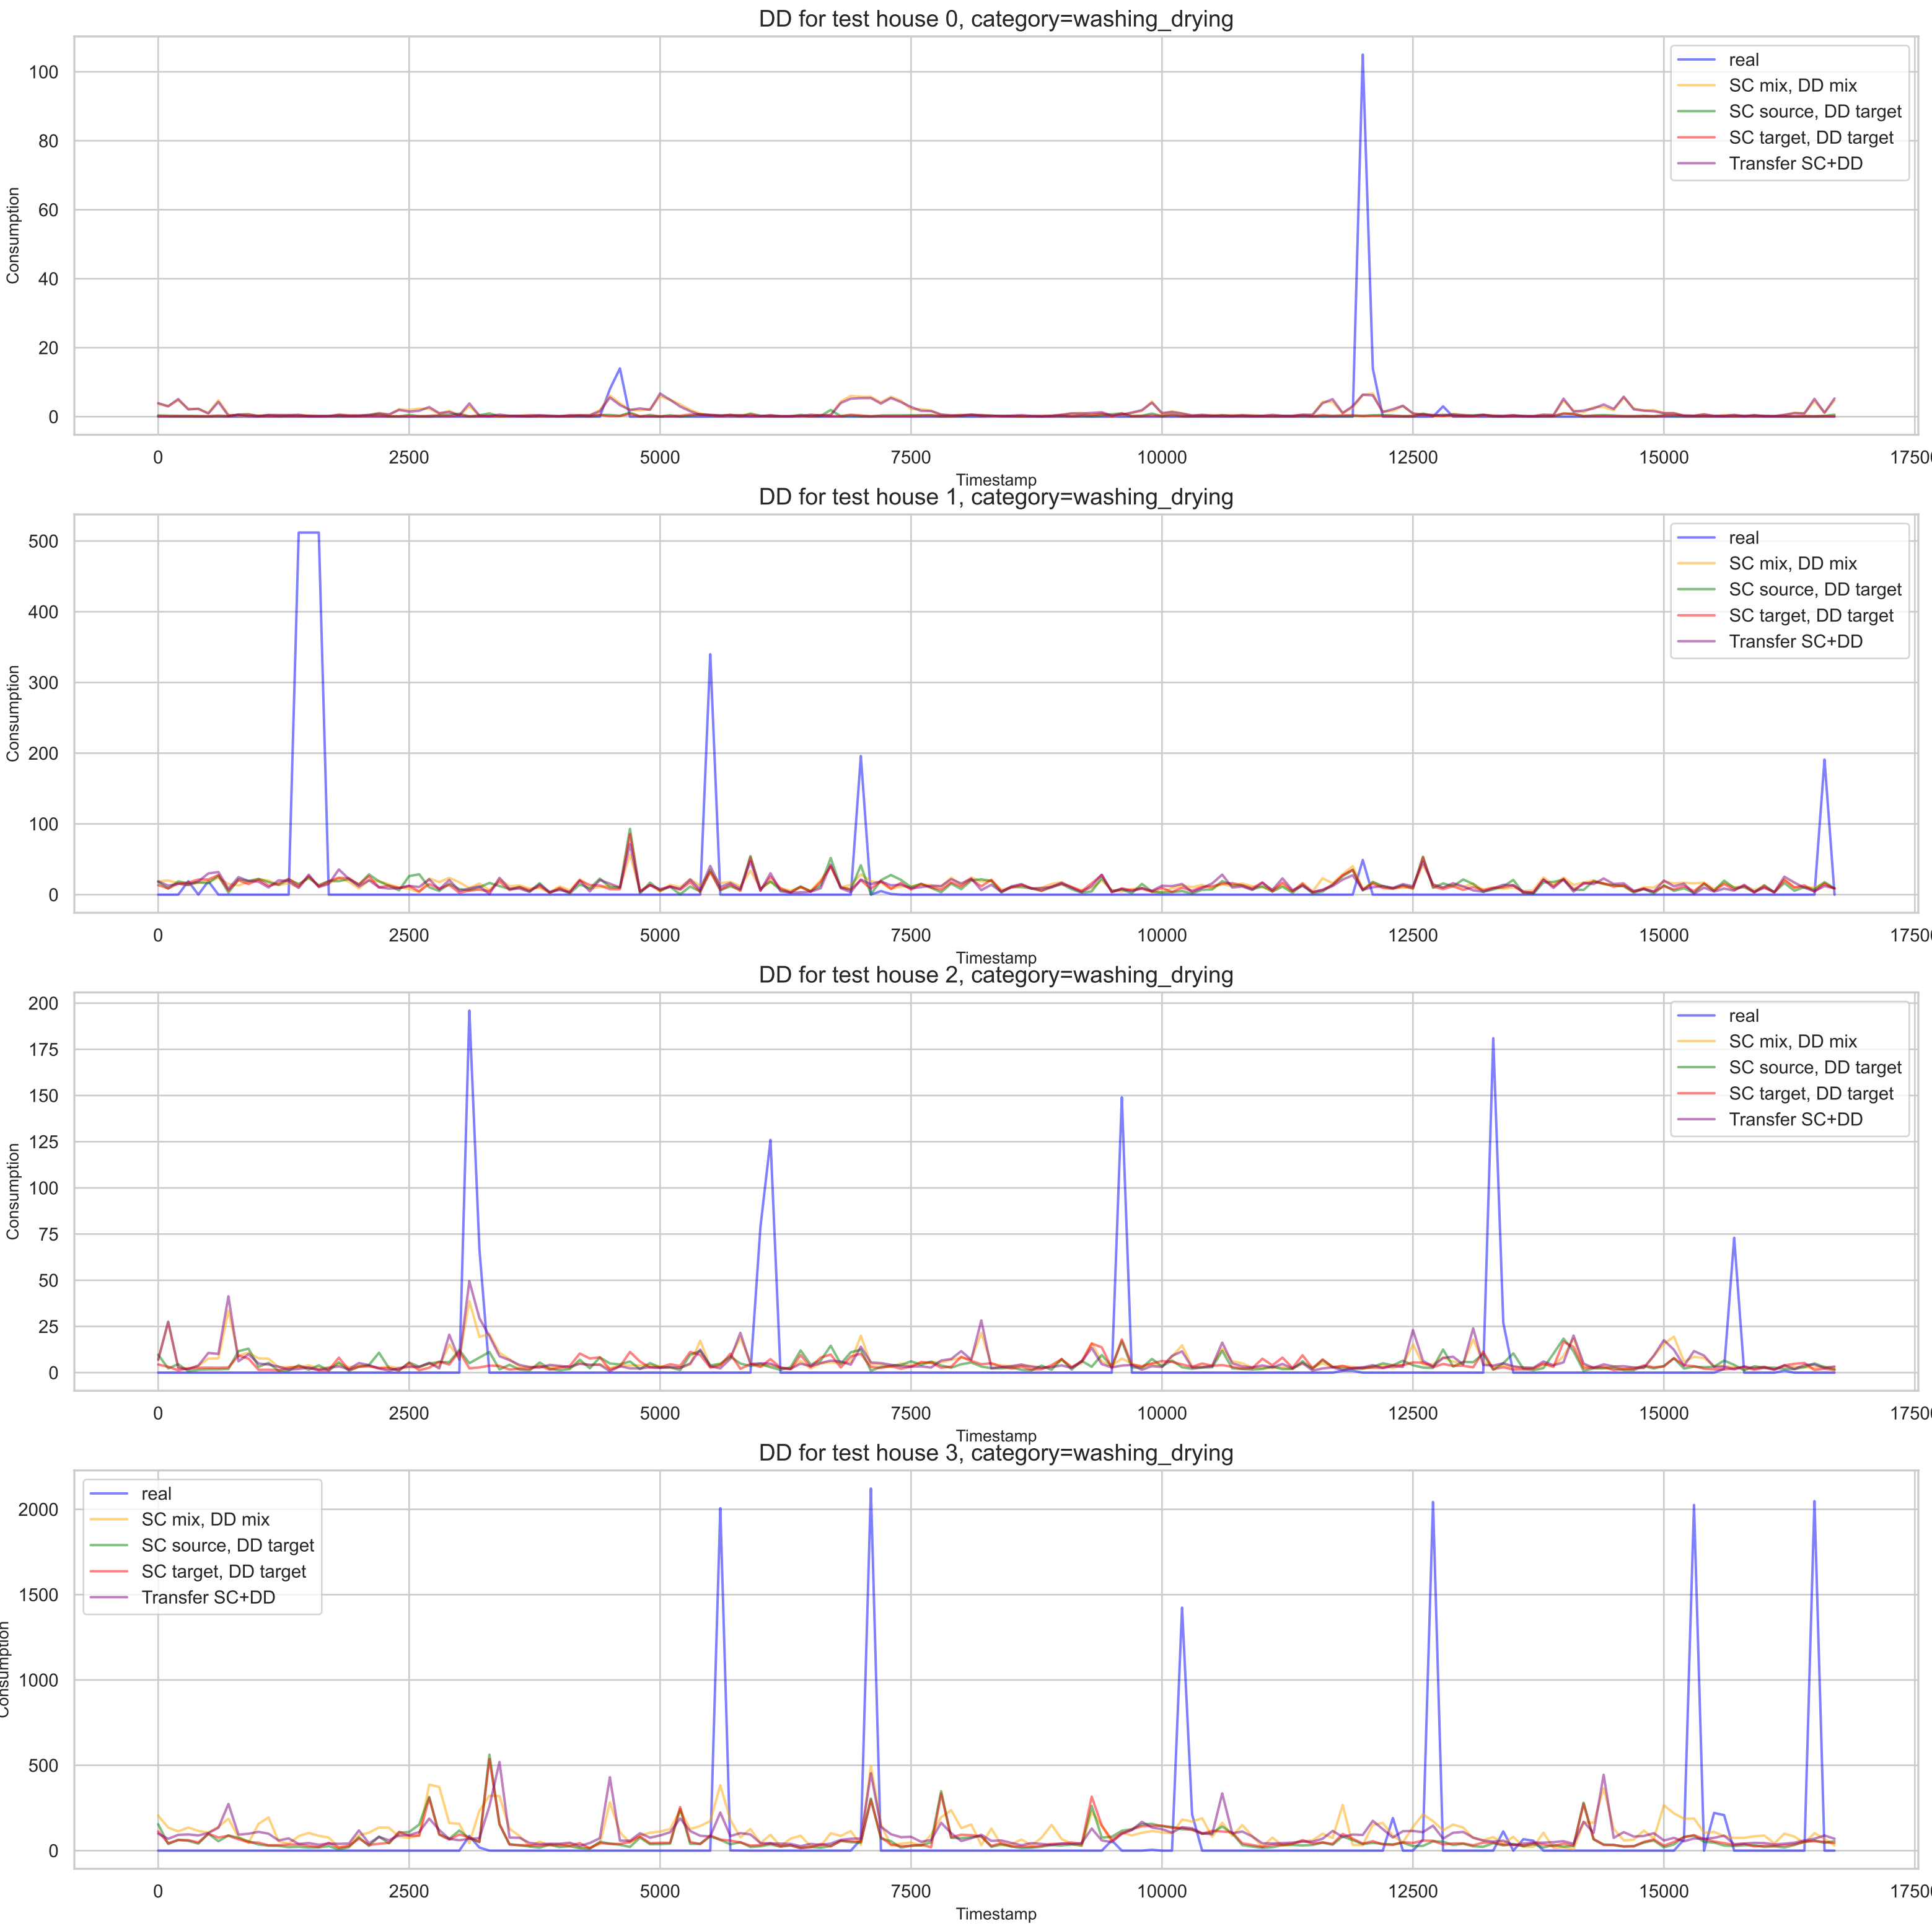 DD for test house 0, category=washing_drying
100
80
60
40
20
0
Consumption
real
SC mix, DD mix
SC source, DD target
SC target, DD target
Transfer SC+DD
0 2500 5000 7500 10000 12500 15000 1750
Timestamp
DD for test house 1, category=washing_drying
500
400
300
200
100
0
Consumption
real
SC mix, DD mix
SC source, DD target
SC target, DD target
Transfer SC+DD
0 2500 5000 7500 10000 12500 15000 1750
Timestamp
DD for test house 2, category=washing_drying
200
175
150
125
100
75
50
25
0
Consumption
real
SC mix, DD mix
SC source, DD target
SC target, DD target
Transfer SC+DD
0 2500 5000 7500 10000 12500 15000 1750
Timestamp
DD for test house 3, category=washing_drying
2000
1500
1000
500
0
Consumption
real
SC mix, DD mix
SC source, DD target
SC target, DD target
Transfer SC+DD
0 2500 5000 7500 10000 12500 15000 1750
Timestamp